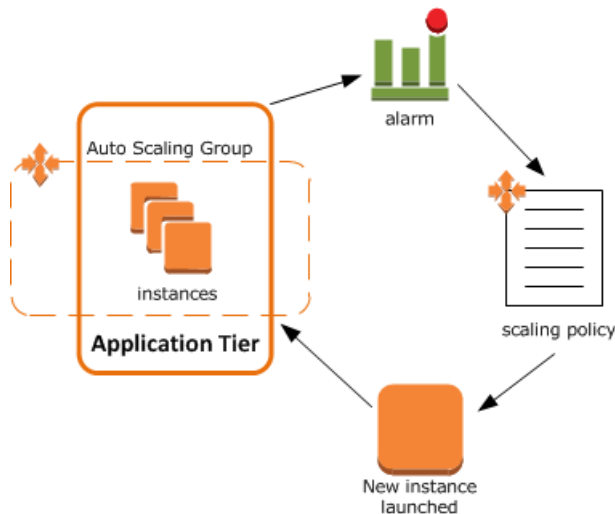 alarm
Auto Scaling Group
instances
Application Tier
scaling policy
New instance
launched